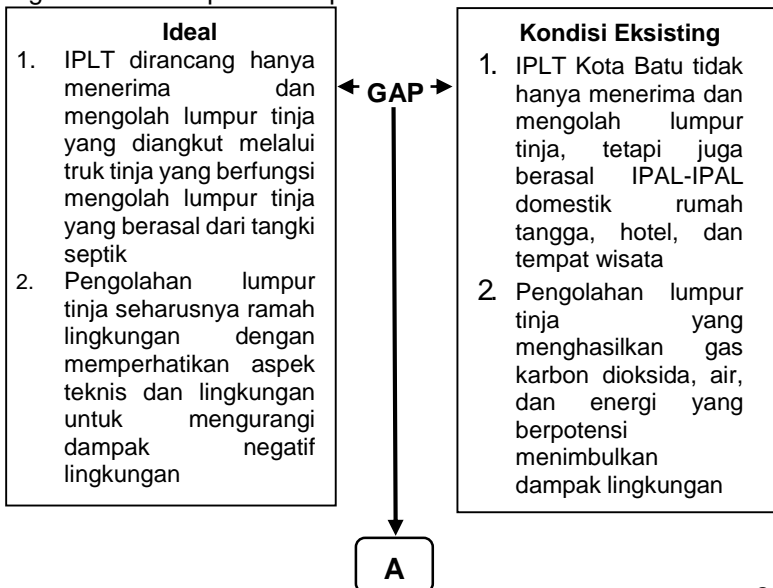 Ideal
1. IPLT dirancang hanya
menerima dan
mengolah lumpur tinja
yang diangkut melalui
truk tinja yang berfungsi
mengolah lumpur tinja
yang berasal dari tangki
septik
2. Pengolahan lumpur
tinja seharusnya ramah
lingkungan dengan
memperhatikan aspek
teknis dan lingkungan
untuk mengurangi
dampak negatif
lingkungan
GAP
Kondisi Eksisting
1. IPLT Kota Batu tidak
hanya menerima dan
mengolah lumpur
tinja, tetapi juga
berasal IPAL-IPAL
domestik rumah
tangga, hotel, dan
tempat wisata
2. Pengolahan lumpur
tinja yang
menghasilkan gas
karbon dioksida, air,
dan energi yang
berpotensi
menimbulkan
dampak lingkungan
A